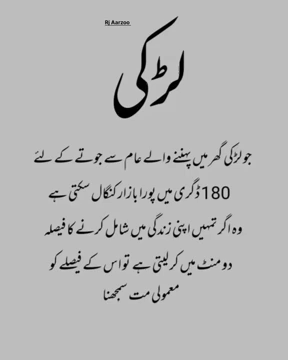 Rj Aarzoo
لڑکی
جو لڑکی گھر میں پہننے والے عام سے جوتے کے لئے
180 ڈگری میں پورا بازار کنگال سکتی ہے
وہ اگر تمہیں اپنی زندگی میں شامل کرنے کا فیصلہ
دو منٹ میں کر لیتی ہے تو اس کے فیصلے کو
معمولی مت سمجھنا